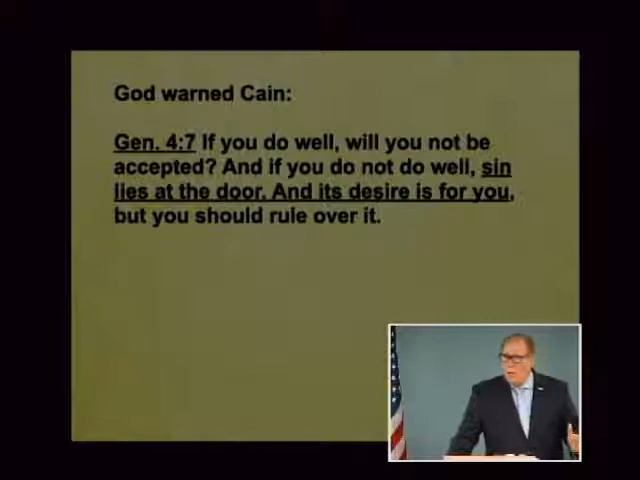 God warned Cain:
Gen. 4:7 If you do well, will you not be
accepted? And if you do not do well, sin
lies at the door. And its desire is for you,
but you should rule over it.